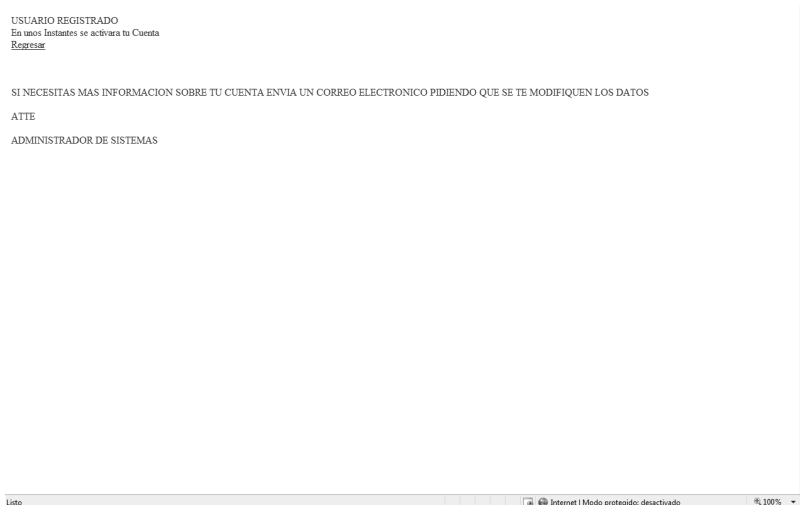 USUARIO REGISTRADO
En unos Instantes se activara tu Cuenta
Regresar
SI NECESITAS MAS INFORMACION SOBRE TU CUENTA ENVIA UN CORREO ELECTRONICO PIDIENDO QUE SE TE MODIFIQUEN LOS DATOS
ATTE
ADMINISTRADOR DE SISTEMAS
Listo Internet | Modo protegido: desactivado 100%